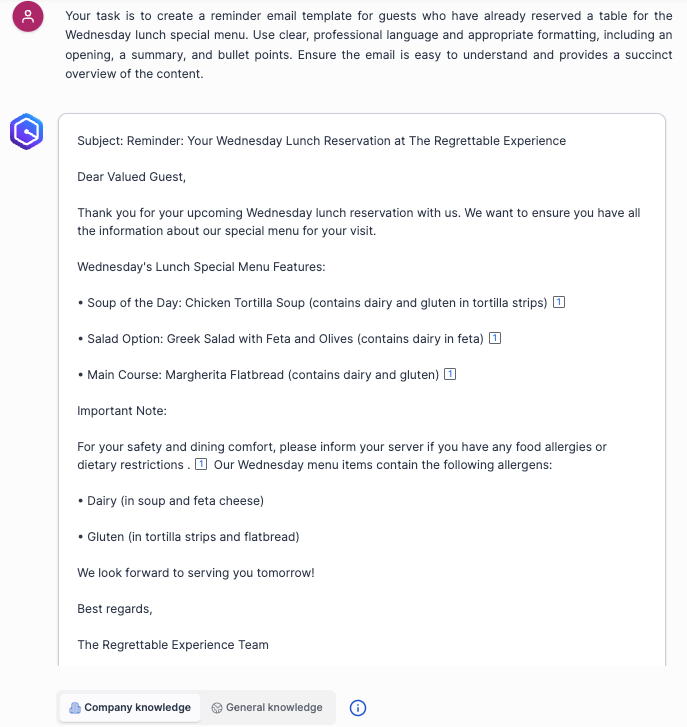 Your task is to create a reminder email template for guests who have already reserved a table for the
Wednesday lunch special menu. Use clear, professional language and appropriate formatting, including an
opening, a summary, and bullet points. Ensure the email is easy to understand and provides a succinct
overview of the content.
Subject: Reminder: Your Wednesday Lunch Reservation at The Regrettable Experience
Dear Valued Guest,
Thank you for your upcoming Wednesday lunch reservation with us. We want to ensure you have all
the information about our special menu for your visit.
Wednesday's Lunch Special Menu Features:
• Soup of the Day: Chicken Tortilla Soup (contains dairy and gluten in tortilla strips) 1
• Salad Option: Greek Salad with Feta and Olives (contains dairy in feta) 1
• Main Course: Margherita Flatbread (contains dairy and gluten) 1
Important Note:
For your safety and dining comfort, please inform your server if you have any food allergies or
dietary restrictions . 1 Our Wednesday menu items contain the following allergens:
• Dairy (in soup and feta cheese)
• Gluten (in tortilla strips and flatbread)
We look forward to serving you tomorrow!
Best regards,
The Regrettable Experience Team
Company knowledge General knowledge